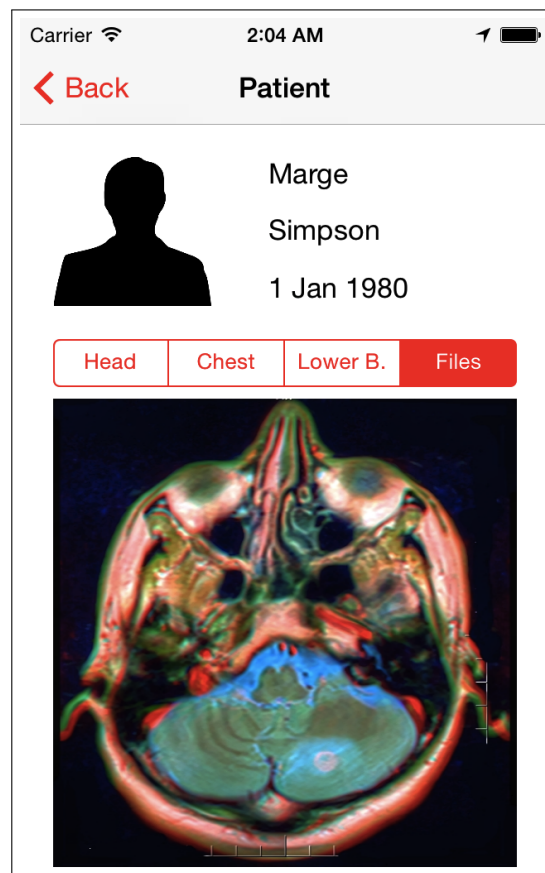 Carrier 2:04 AM
Back Patient
Marge
Simpson
1 Jan 1980
Head Chest Lower B. Files